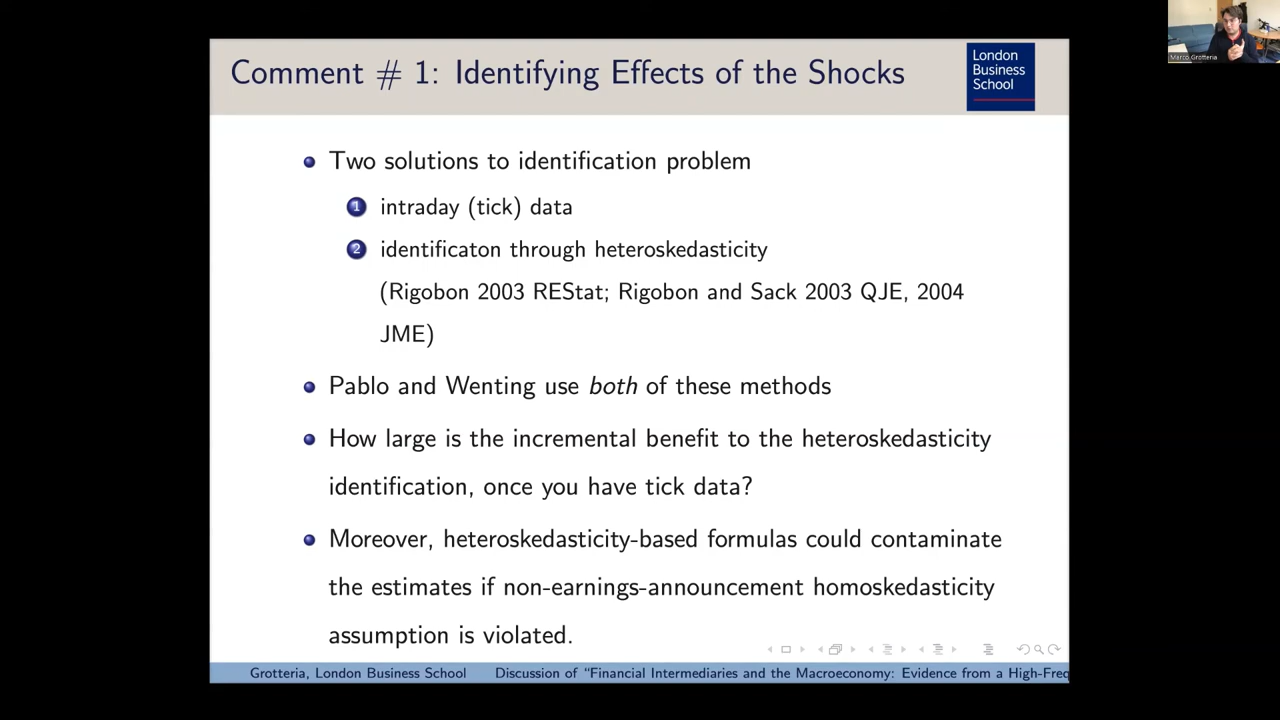 Comment # 1: Identifying Effects of the Shocks
London
Business
School
Marco Grotteria
Two solutions to identification problem
1 intraday (tick) data
2 identificaton through heteroskedasticity
(Rigobon 2003 REStat; Rigobon and Sack 2003 QJE, 2004
JME)
Pablo and Wenting use both of these methods
How large is the incremental benefit to the heteroskedasticity
identification, once you have tick data?
Moreover, heteroskedasticity-based formulas could contaminate
the estimates if non-earnings-announcement homoskedasticity
assumption is violated.
Grotteria, London Business School
Discussion of "Financial Intermediaries and the Macroeconomy: Evidence from a High-Freq